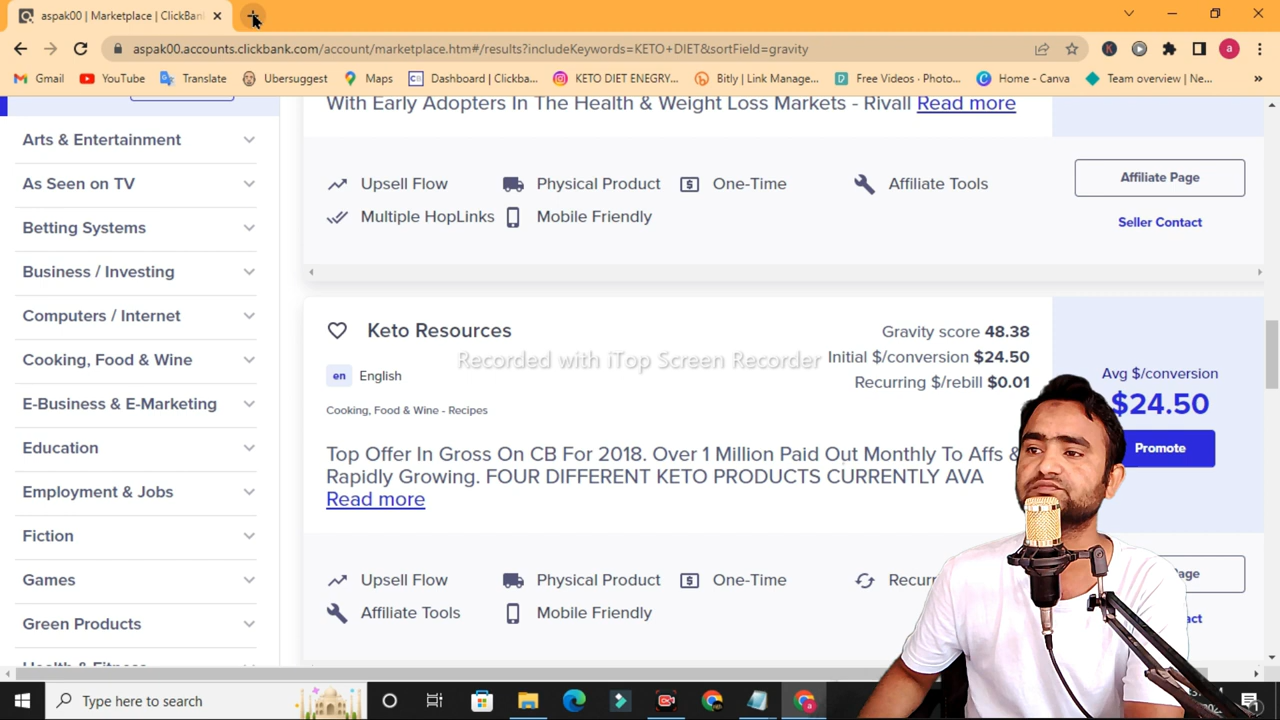 aspak00 | Marketplace | ClickBan
aspak00.accounts.clickbank.com/account/marketplace.htm#/results?includeKeywords=KETO+DIET&sortField=gravity
K
a
Gmail
YouTube
Translate
Ubersuggest
Maps
Dashboard | Clickba...
KETO DIET ENEGRY...
Bitly | Link Manage...
Free Videos · Photo...
Home - Canva
Team overview | Ne...
With Early Adopters In The Health & Weight Loss Markets - Rivall Read more
Arts & Entertainment
As Seen on TV
Betting Systems
Business / Investing
Computers / Internet
Cooking, Food & Wine
E-Business & E-Marketing
Education
Employment & Jobs
Fiction
Games
Green Products
Health & Fitness
Upsell Flow
Physical Product
One-Time
Affiliate Tools
Multiple HopLinks
Mobile Friendly
Affiliate Page
Seller Contact
Keto Resources
en English
Cooking, Food & Wine - Recipes
Gravity score 48.38
Initial $/conversion $24.50
Recurring $/rebill $0.01
Recorded with iTop Screen Recorder
Avg $/conversion
$24.50
Promote
Top Offer In Gross On CB For 2018. Over 1 Million Paid Out Monthly To Affs &
Rapidly Growing. FOUR DIFFERENT KETO PRODUCTS CURRENTLY AVA
Read more
Upsell Flow
Physical Product
One-Time
Recur
Affiliate Tools
Mobile Friendly
Type here to search